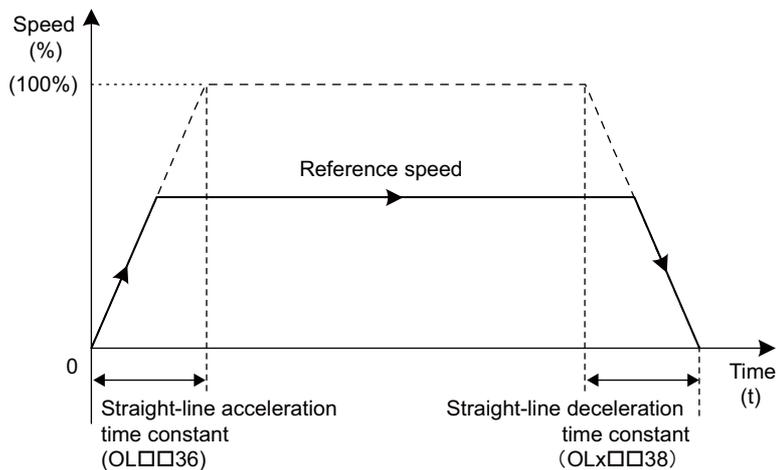 Speed
(%)
(100%)
Reference speed
0
Time
(t)
Straight-line acceleration
time constant
(OL□□36)
Straight-line deceleration
time constant
(OLx□□38)